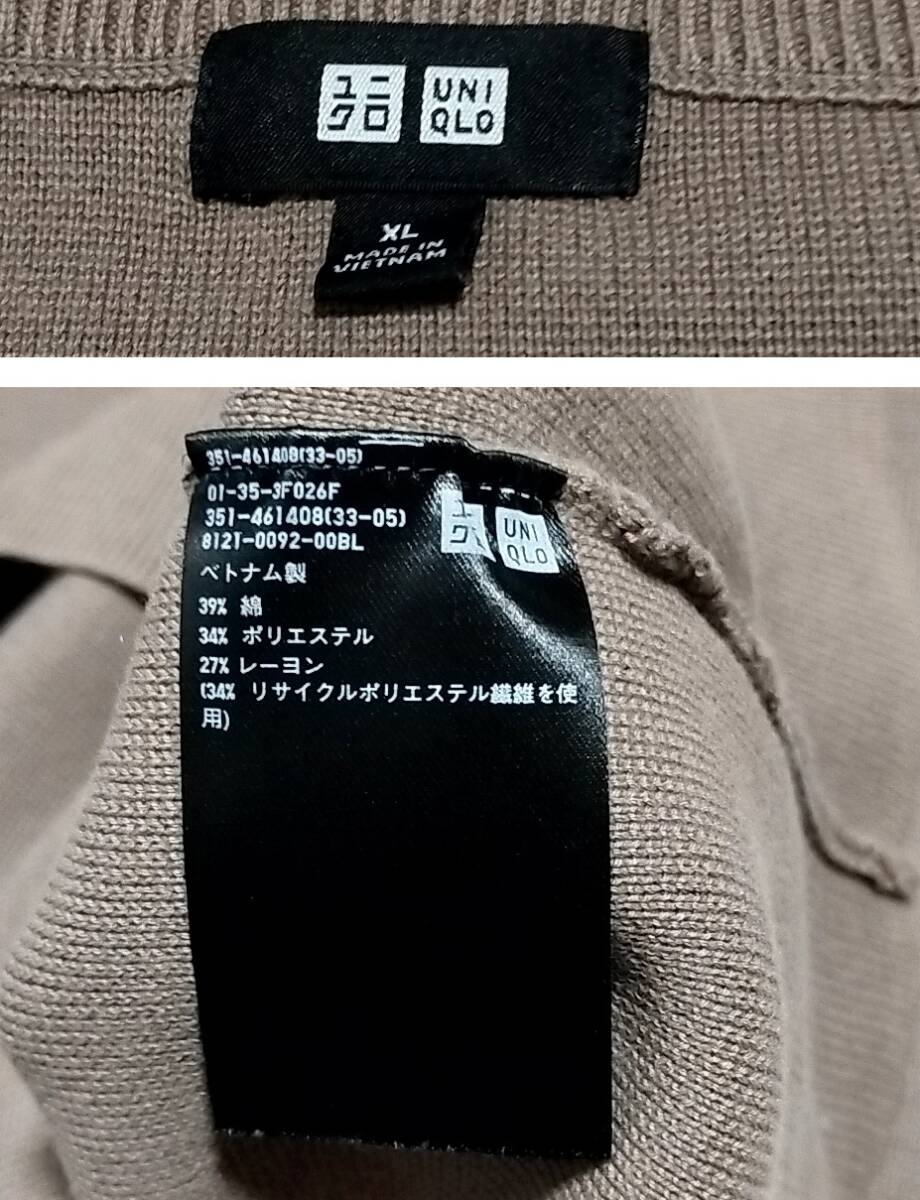 ユニ
クロ
UNI
QLO
XL
MADE IN
VIETNAM
351-461408(33-05)
01-35-3F026F
351-461408(33-05)
812T-0092-00BL
ユ
ク
UNI
QLO
ベトナム製
39% 綿
34% ポリエステル
27% レーヨン
(34% リサイクルポリエステル繊維を使
用)